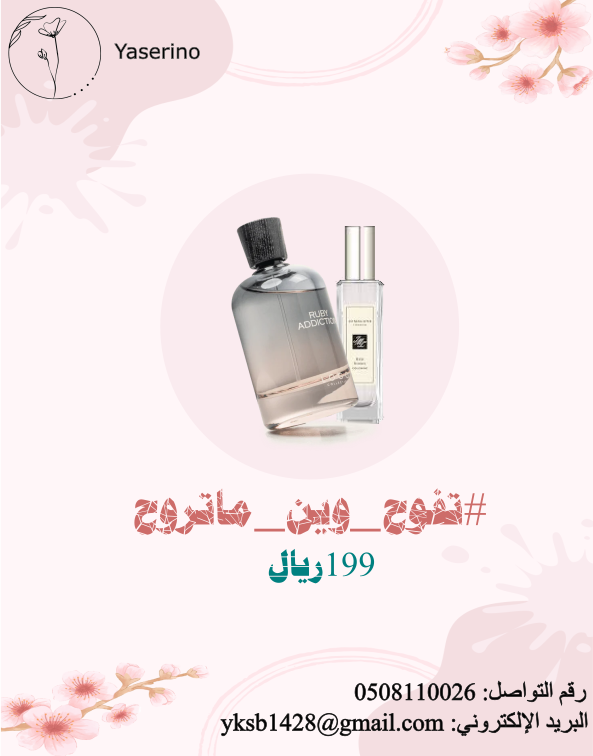 Yaserino
RUBY
ADDICTION
#تفوح_وين_ماتروح
199ريال
رقم التواصل: 0508110026
البريد الإلكتروني: yksb1428@gmail.com